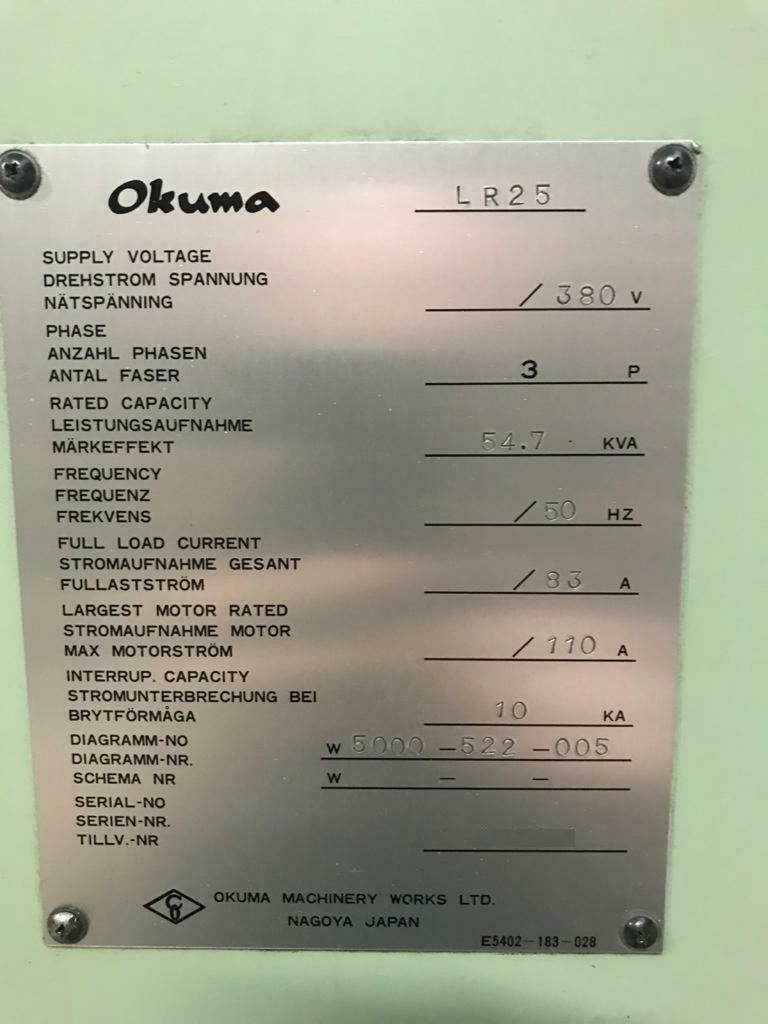 Okuma LR25
SUPPLY VOLTAGE
DREHSTROM SPANNUNG
NÄTSPÄNNING / 380 V
PHASE
ANZAHL PHASEN
ANTAL FASER 3 P
RATED CAPACITY
LEISTUNGSAUFNAHME
MÄRKEFFEKT 54.7 KVA
FREQUENCY
FREQUENZ
FREKVENS / 50 HZ
FULL LOAD CURRENT
STROMAUFNAHME GESANT
FULLASTSTRÖM / 83 A
LARGEST MOTOR RATED
STROMAUFNAHME MOTOR
MAX MOTORSTRÖM / 110 A
INTERRUP. CAPACITY
STROMUNTERBRECHUNG BEI
BRYTFÖRMÅGA 10 KA
DIAGRAMM-NO
DIAGRAMM-NR. W 5000 - 522 - 005
SCHEMA NR W - -
SERIAL-NO
SERIEN-NR.
TILLV.-NR
OKUMA MACHINERY WORKS LTD.
NAGOYA JAPAN
E5402-183-028